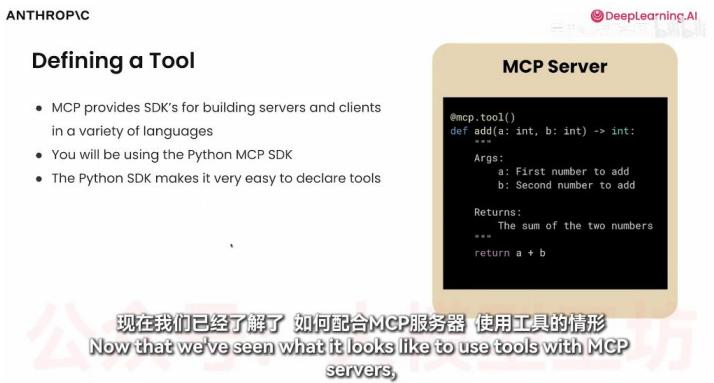 ANTHROP\C
DeepLearning.AI
Defining a Tool
MCP provides SDK's for building servers and clients
in a variety of languages
You will be using the Python MCP SDK
The Python SDK makes it very easy to declare tools
MCP Server
@mcp.tool()
def add(a: int, b: int) -> int:
"""
Args:
a: First number to add
b: Second number to add
Returns:
The sum of the two numbers
"""
return a + b
现在我们已经了解了 如何配合MCP服务器 使用工具的情形
Now that we've seen what it looks like to use tools with MCP
servers,